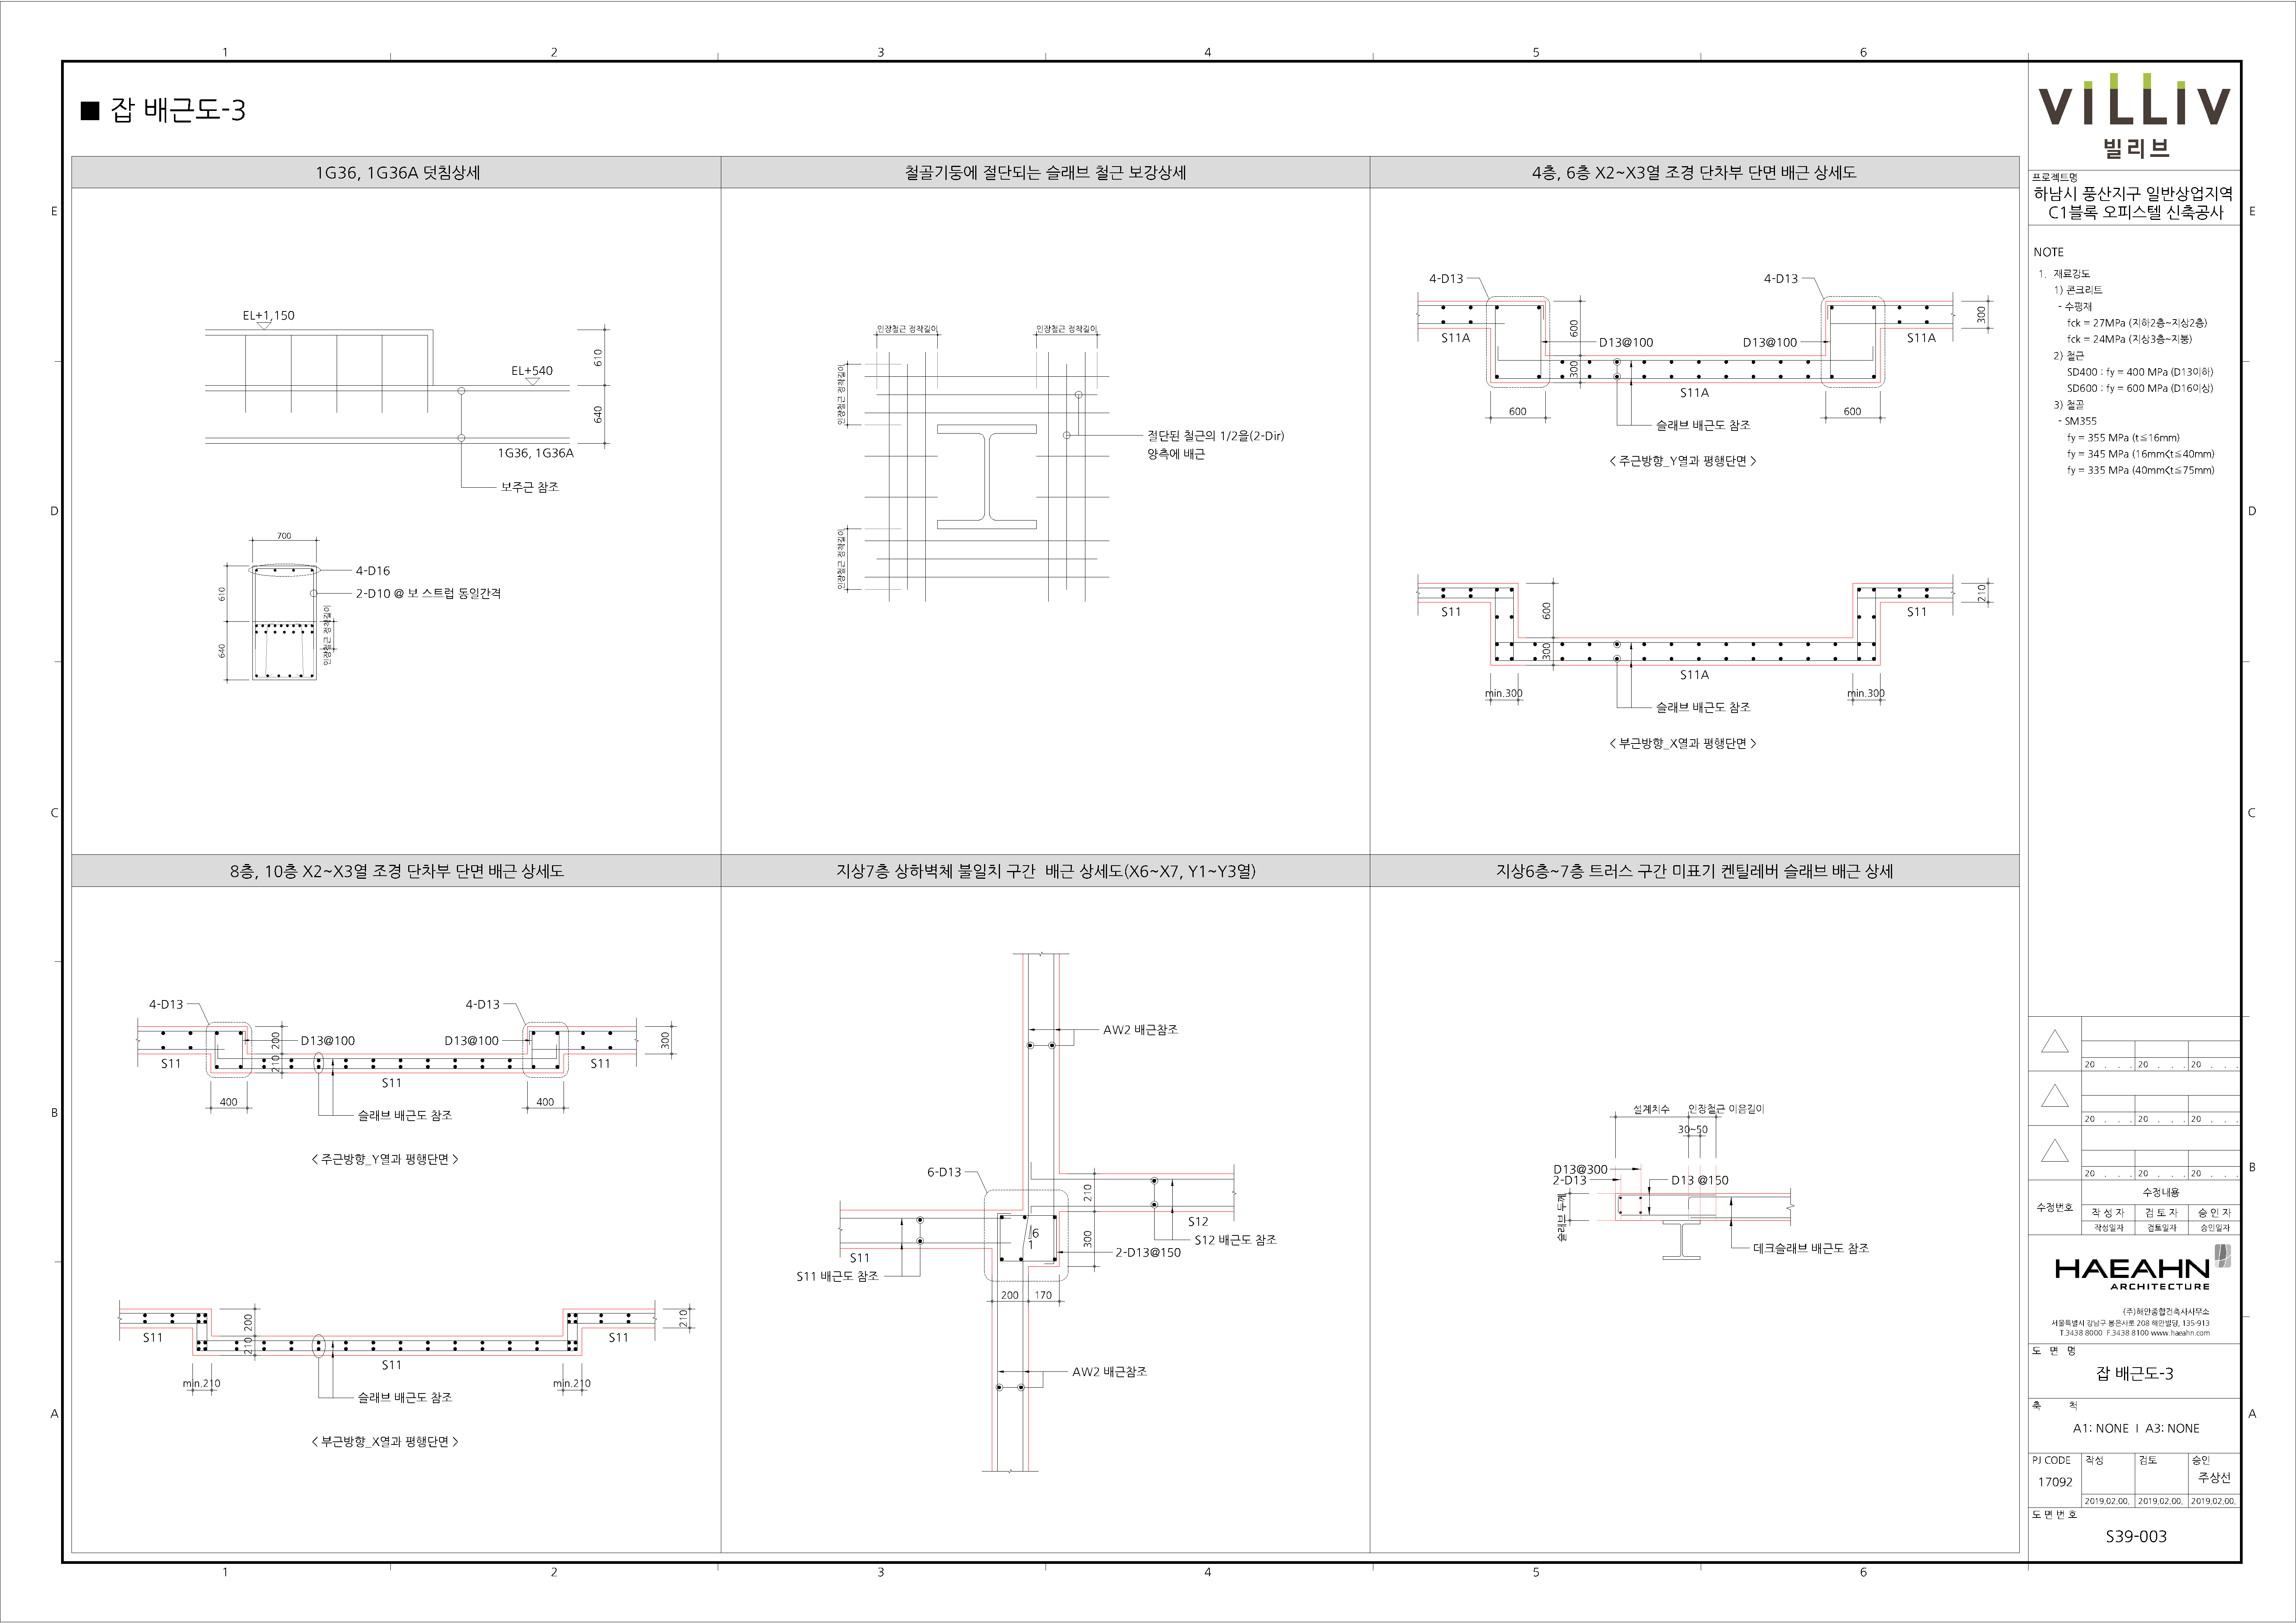 1 2 3 4 5 6
■ 잡 배근도-3
1G36, 1G36A 덧침상세
EL+1,150
EL+540
610
640
1G36, 1G36A
보주근 참조
700
4-D16
2-D10 @ 보 스트럽 동일간격
610
640
인장철근 정착길이
철골기둥에 절단되는 슬래브 철근 보강상세
인장철근 정착길이
인장철근 정착길이
인장철근 정착길이
인장철근 정착길이
절단된 철근의 1/2을(2-Dir)
양측에 배근
4층, 6층 X2~X3열 조경 단차부 단면 배근 상세도
4-D13
4-D13
600
300
300
S11A
D13@100
D13@100
S11A
S11A
600
600
슬래브 배근도 참조
< 주근방향_Y열과 평행단면 >
600
300
210
S11
S11
S11A
min.300
min.300
슬래브 배근도 참조
< 부근방향_X열과 평행단면 >
8층, 10층 X2~X3열 조경 단차부 단면 배근 상세도
4-D13
4-D13
200
210
300
D13@100
D13@100
S11
S11
S11
400
400
슬래브 배근도 참조
< 주근방향_Y열과 평행단면 >
200
210
210
S11
S11
S11
min.210
min.210
슬래브 배근도 참조
< 부근방향_X열과 평행단면 >
지상7층 상하벽체 불일치 구간 배근 상세도(X6~X7, Y1~Y3열)
AW2 배근참조
6-D13
210
300
S12
S12 배근도 참조
6
1
2-D13@150
S11
S11 배근도 참조
200 170
AW2 배근참조
지상6층~7층 트러스 구간 미표기 켄틸레버 슬래브 배근 상세
설계치수
인장철근 이음길이
30~50
D13@300
2-D13
D13 @150
슬래브 두께
데크슬래브 배근도 참조
E
D
C
B
A
E
D
C
B
A
1 2 3 4 5 6
VILLIV
빌리브
프로젝트명
하남시 풍산지구 일반상업지역
C1블록 오피스텔 신축공사
NOTE
1. 재료강도
1) 콘크리트
- 수평재
fck = 27MPa (지하2층~지상2층)
fck = 24MPa (지상3층~지붕)
2) 철근
SD400 : fy = 400 MPa (D13이하)
SD600 : fy = 600 MPa (D16이상)
3) 철골
- SM355
fy = 355 MPa (t≦16mm)
fy = 345 MPa (16mm<t≦40mm)
fy = 335 MPa (40mm<t≦75mm)
20 . . . 20 . . . 20 . . .
20 . . . 20 . . . 20 . . .
20 . . . 20 . . . 20 . . .
수정번호
수정내용
작 성 자 검 토 자 승 인 자
작성일자 검토일자 승인일자
HAEAHN
ARCHITECTURE
(주)해안종합건축사사무소
서울특별시 강남구 봉은사로 208 해안빌딩, 135-913
T.3438 8000 F.3438 8100 www.haeahn.com
도 면 명
잡 배근도-3
축 척
A1: NONE I A3: NONE
PJ CODE 작성 검토 승인
17092 주상선
2019.02.00. 2019.02.00. 2019.02.00.
도 면 번 호
S39-003